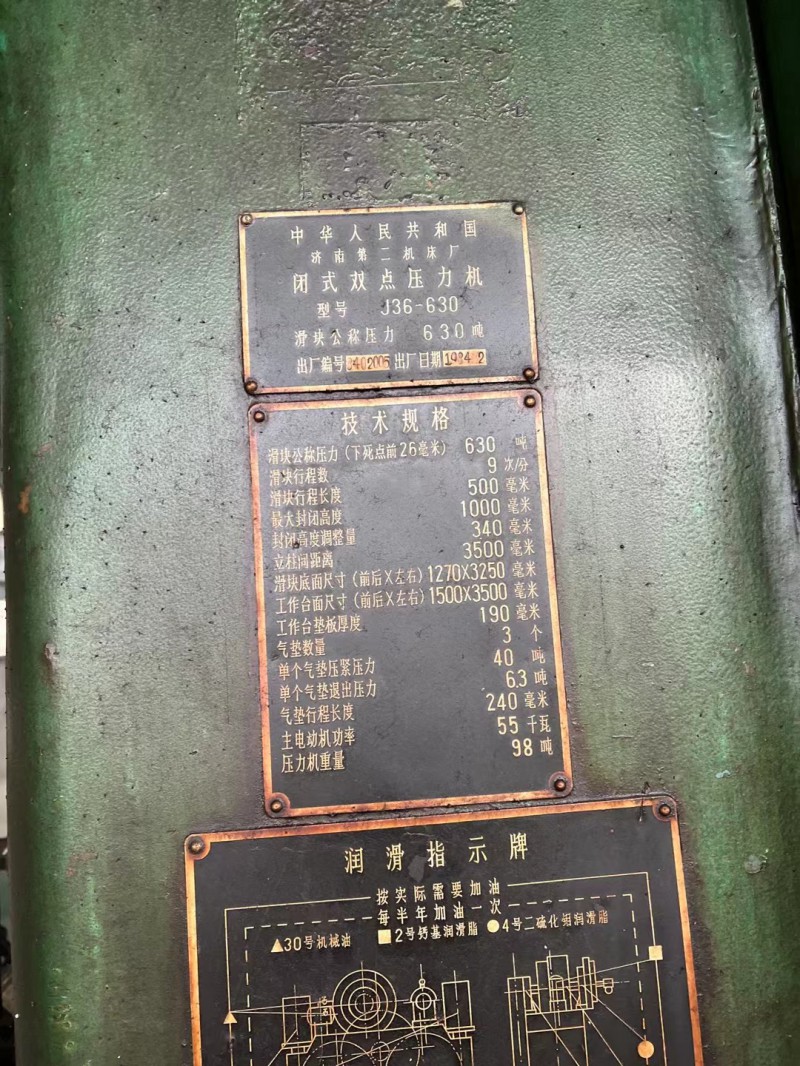 中华人民共和国
济南第二机床厂
闭式双点压力机
型号 J36-630
滑块公称压力 630吨
出厂编号 出厂日期
技术规格
滑块公称压力(下死点前26毫米) 630 吨
滑块行程数 9 次/分
滑块行程长度 500 毫米
最大封闭高度 1000 毫米
封闭高度调整量 340 毫米
立柱间距离 3500 毫米
滑块底面尺寸(前后X左右) 1270X3250 毫米
工作台面尺寸(前后X左右) 1500X3500 毫米
工作台垫板厚度 190 毫米
气垫数量 3 个
单个气垫压紧压力 40 吨
单个气垫退出压力 6.3 吨
气垫行程长度 240 毫米
主电动机功率 55 千瓦
压力机重量 98 吨
润滑指示牌
按实际需要加油
每半年加油一次
▲30号机械油 ■2号钙基润滑脂 ●4号二硫化钼润滑脂